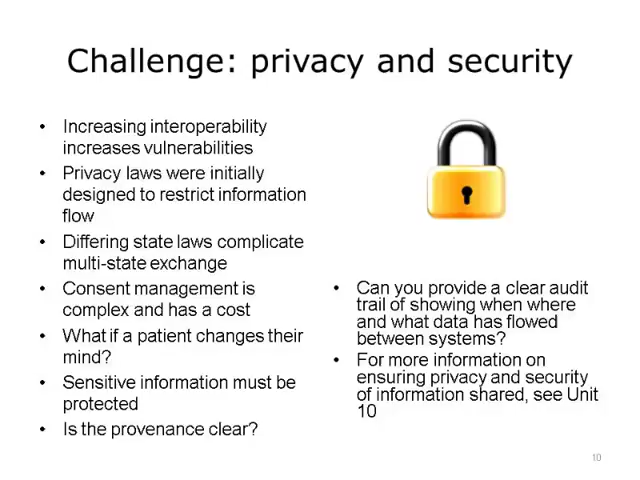 Challenge: privacy and security
• Increasing interoperability
increases vulnerabilities
• Privacy laws were initially
designed to restrict information
flow
• Differing state laws complicate
multi-state exchange
• Consent management is
complex and has a cost
• What if a patient changes their
mind?
• Sensitive information must be
protected
• Is the provenance clear?
• Can you provide a clear audit
trail of showing when where
and what data has flowed
between systems?
• For more information on
ensuring privacy and security
of information shared, see Unit
10
10